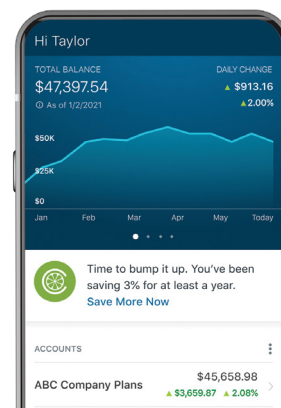 Hi Taylor
TOTAL BALANCE DAILY CHANGE
$47,397.54 ▲ $913.16
As of 1/2/2021 ▲2.00%
$50K
$25K
$0
Jan Feb Mar Apr May Today
Time to bump it up. You’ve been
saving 3% for at least a year.
Save More Now
ACCOUNTS
ABC Company Plans $45,658.98
▲ $3,659.87 ▲ 2.08%